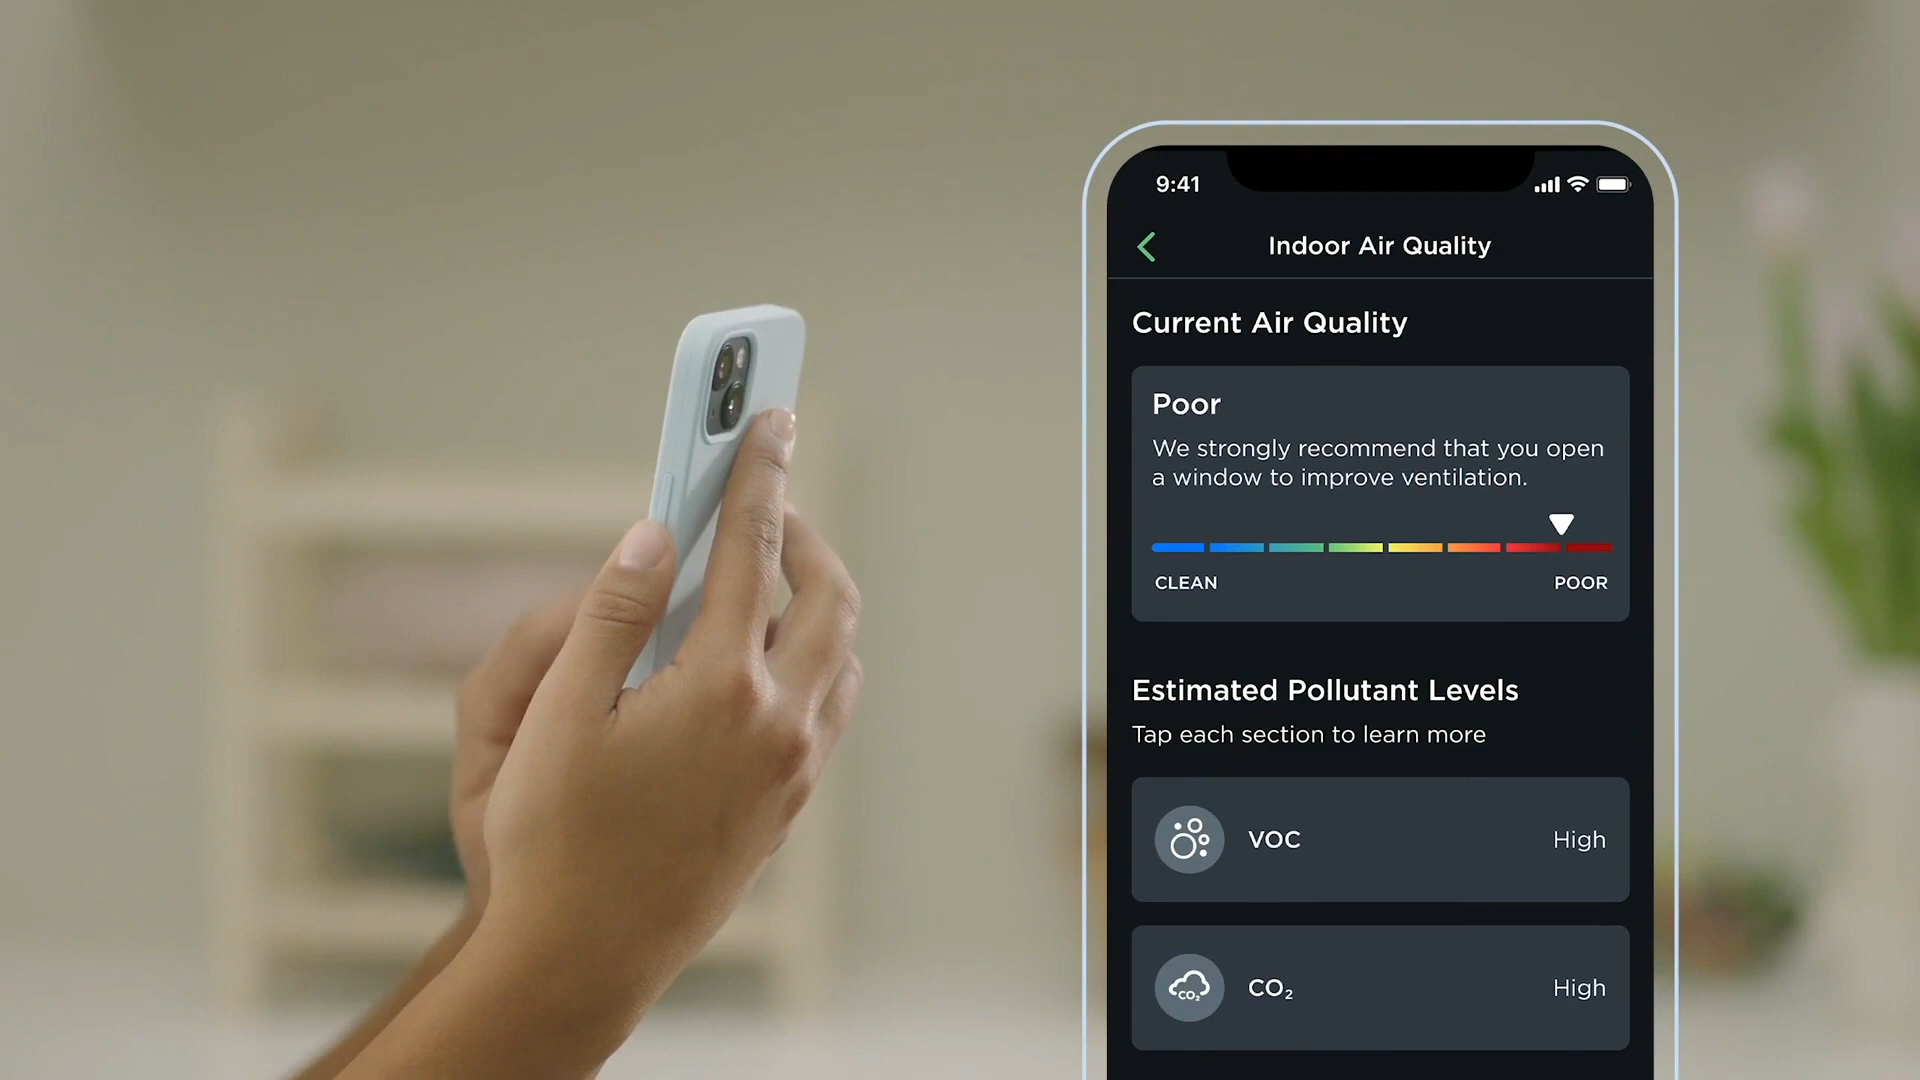 9:41
Indoor Air Quality
Current Air Quality
Poor
We strongly recommend that you open
a window to improve ventilation.
CLEAN
POOR
Estimated Pollutant Levels
Tap each section to learn more
VOC
High
CO₂
CO₂
High